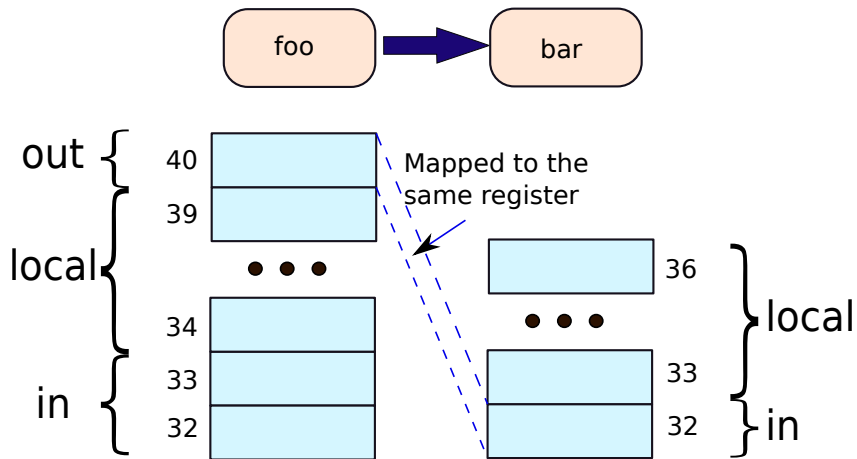 foo
bar
out
40
Mapped to the
same register
39
local
36
34
local
in
33
33
32
32
in